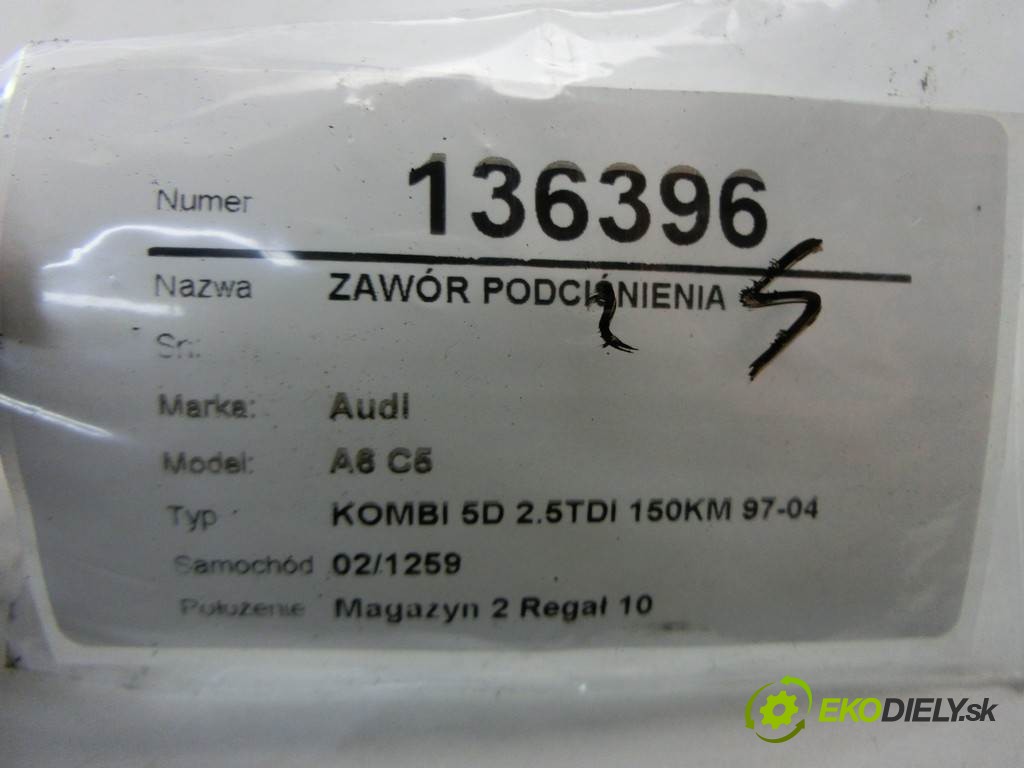 Numer 136396
Nazwa ZAWÓR PODCIŚNIENIA
Sn:
Marka: Audi
Model: A6 C5
Typ KOMBI 5D 2.5TDI 150KM 97-04
Samochód 02/1259
Położenie Magazyn 2 Regał 10
EKODIELY.sk